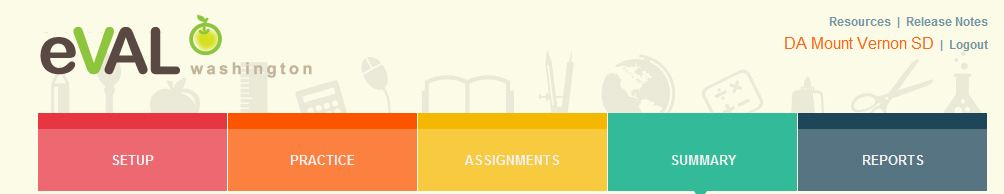 Resources | Release Notes
eVAL
washington
DA Mount Vernon SD | Logout
SETUP PRACTICE ASSIGNMENTS SUMMARY REPORTS